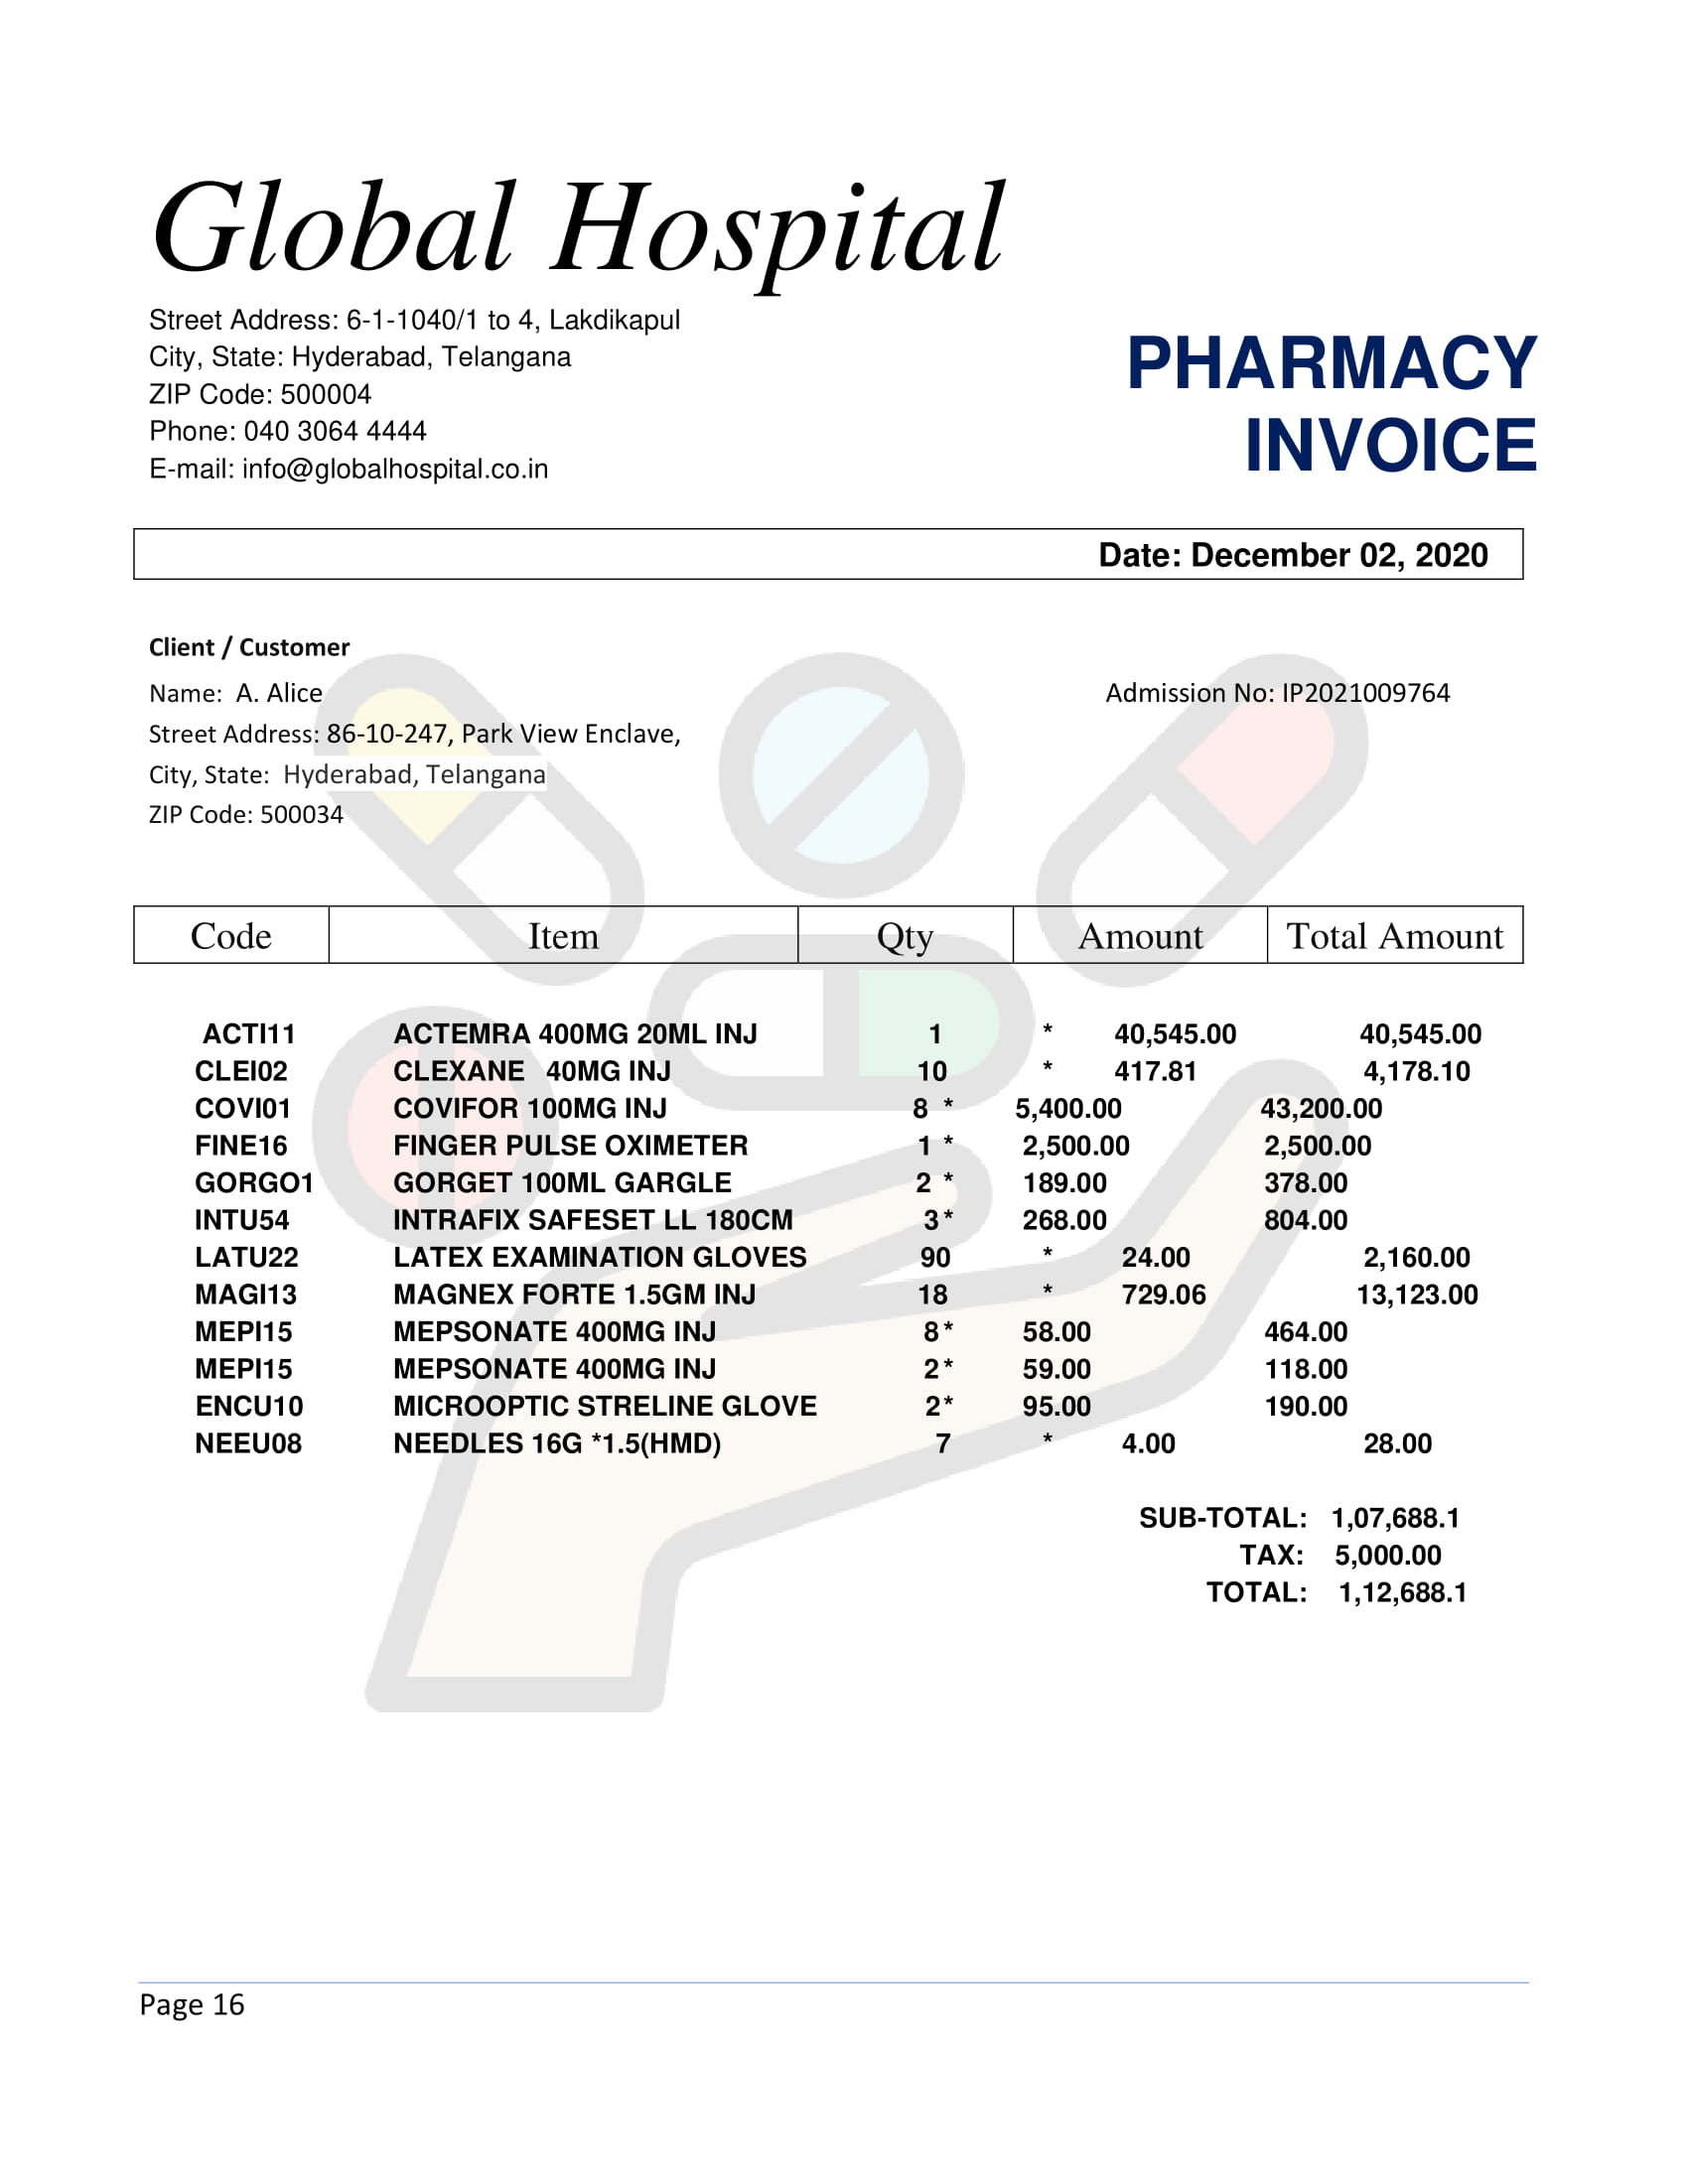 Global Hospital
Street Address: 6-1-1040/1 to 4, Lakdikapul
City, State: Hyderabad, Telangana
ZIP Code: 500004
Phone: 040 3064 4444
E-mail: info@globalhospital.co.in
PHARMACY
INVOICE
Date: December 02, 2020
Client / Customer
Name: A. Alice Admission No: IP2021009764
Street Address: 86-10-247, Park View Enclave,
City, State: Hyderabad, Telangana
ZIP Code: 500034
Code Item Qty Amount Total Amount
ACTI11 ACTEMRA 400MG 20ML INJ 1 * 40,545.00 40,545.00
CLEI02 CLEXANE 40MG INJ 10 * 417.81 4,178.10
COVI01 COVIFOR 100MG INJ 8 * 5,400.00 43,200.00
FINE16 FINGER PULSE OXIMETER 1 * 2,500.00 2,500.00
GORGO1 GORGET 100ML GARGLE 2 * 189.00 378.00
INTU54 INTRAFIX SAFESET LL 180CM 3 * 268.00 804.00
LATU22 LATEX EXAMINATION GLOVES 90 * 24.00 2,160.00
MAGI13 MAGNEX FORTE 1.5GM INJ 18 * 729.06 13,123.00
MEPI15 MEPSONATE 400MG INJ 8 * 58.00 464.00
MEPI15 MEPSONATE 400MG INJ 2 * 59.00 118.00
ENCU10 MICROOPTIC STRELINE GLOVE 2* 95.00 190.00
NEEU08 NEEDLES 16G *1.5(HMD) 7 * 4.00 28.00
SUB-TOTAL: 1,07,688.1
TAX: 5,000.00
TOTAL: 1,12,688.1
Page 16